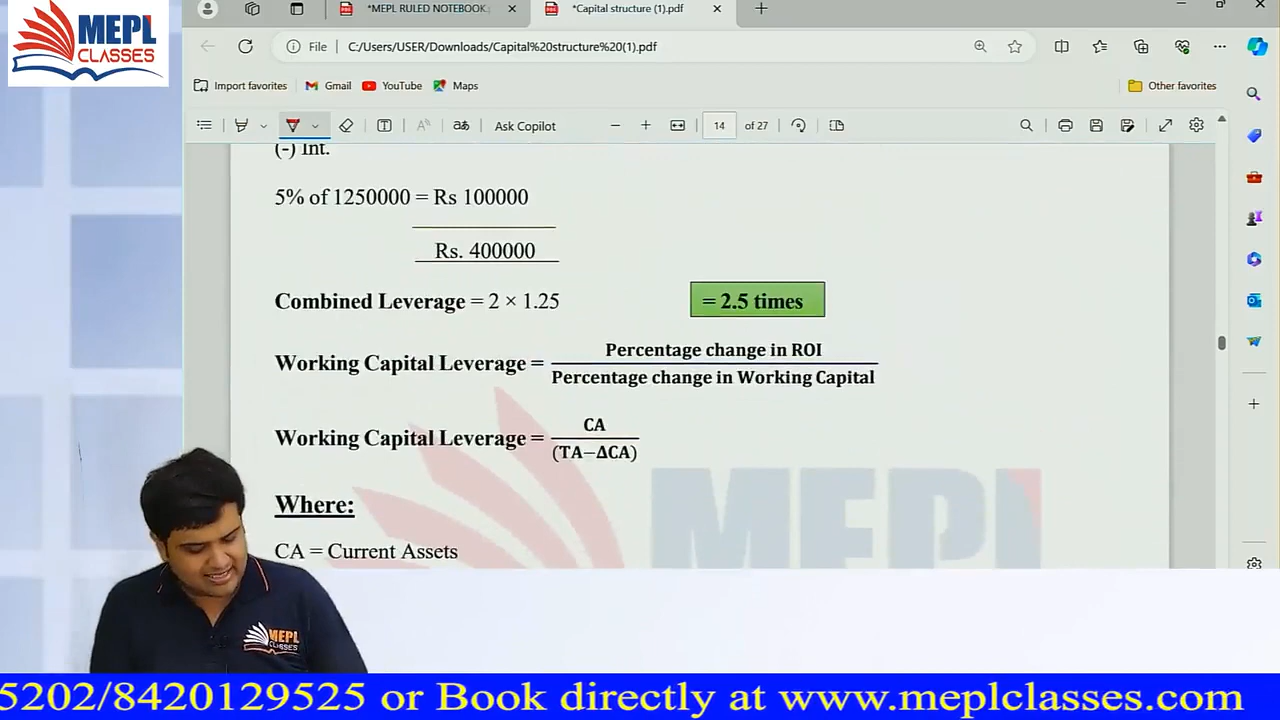 MEPL
CLASSES
*MEPL RULED NOTEBOOK.
*Capital structure (1).pdf
File C:/Users/USER/Downloads/Capital%20structure%20(1).pdf
Import favorites Gmail YouTube Maps Other favorites
Ask Copilot 14 of 27
(-) Int.
5% of 1250000 = Rs 100000
Rs. 400000
Combined Leverage = 2 × 1.25 = 2.5 times
Working Capital Leverage = Percentage change in ROI
Percentage change in Working Capital
Working Capital Leverage = CA
(TA−ΔCA)
Where:
MEPL
CA = Current Assets
MEPL
CLASSES
5202/8420129525 or Book directly at www.meplclasses.com